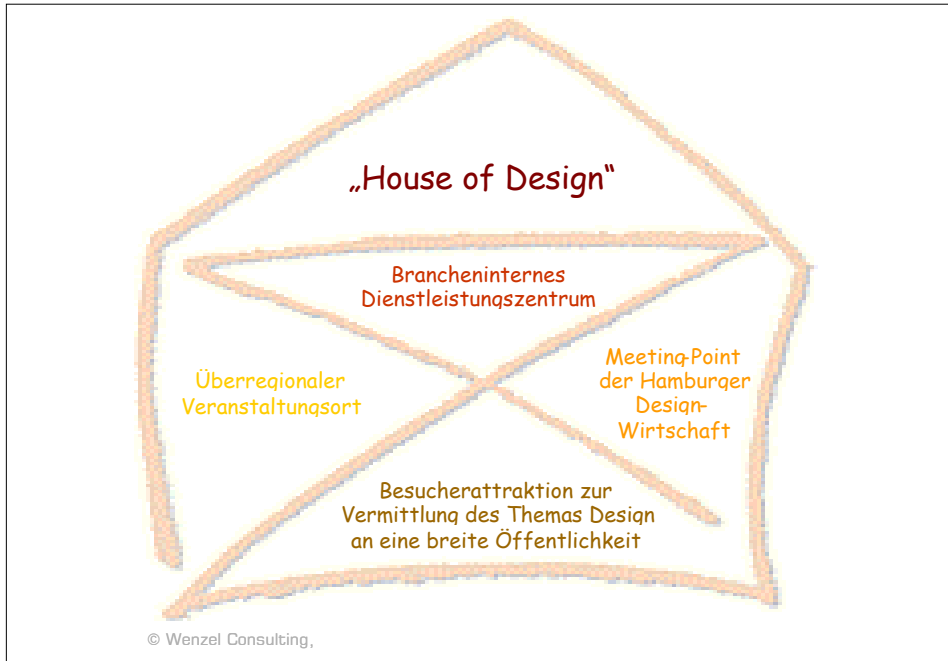 „House of Design“
Brancheninternes
Dienstleistungszentrum
Überregionaler
Veranstaltungsort
Meeting-Point
der Hamburger
Design-
Wirtschaft
Besucherattraktion zur
Vermittlung des Themas Design
an eine breite Öffentlichkeit
© Wenzel Consulting,